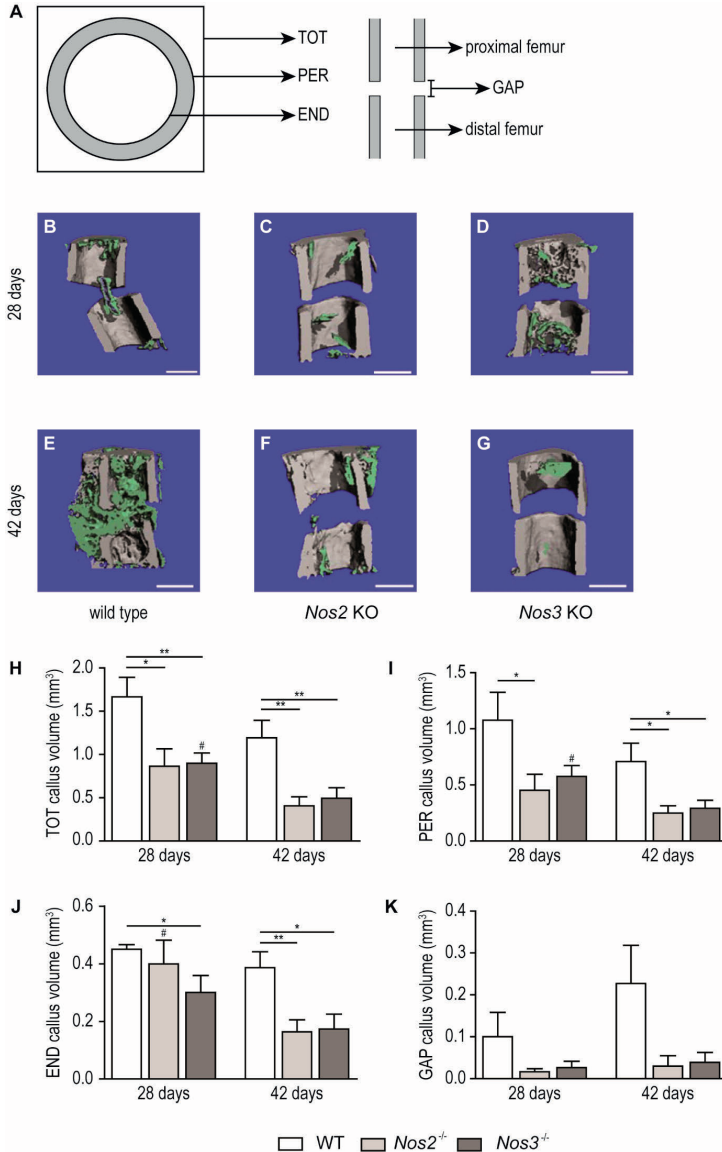 A
TOT
PER
END
proximal femur
GAP
distal femur
B
C
D
28 days
E
F
G
42 days
wild type
Nos2 KO
Nos3 KO
H
TOT callus volume (mm³)
2.0
1.5
1.0
0.5
0.0
*
**
#
**
**
28 days
42 days
I
PER callus volume (mm³)
1.5
1.0
0.5
0.0
*
#
*
*
28 days
42 days
J
END callus volume (mm³)
0.6
0.4
0.2
0.0
*
#
**
*
28 days
42 days
K
GAP callus volume (mm³)
0.4
0.3
0.2
0.1
0.0
28 days
42 days
WT
Nos2⁻/⁻
Nos3⁻/⁻